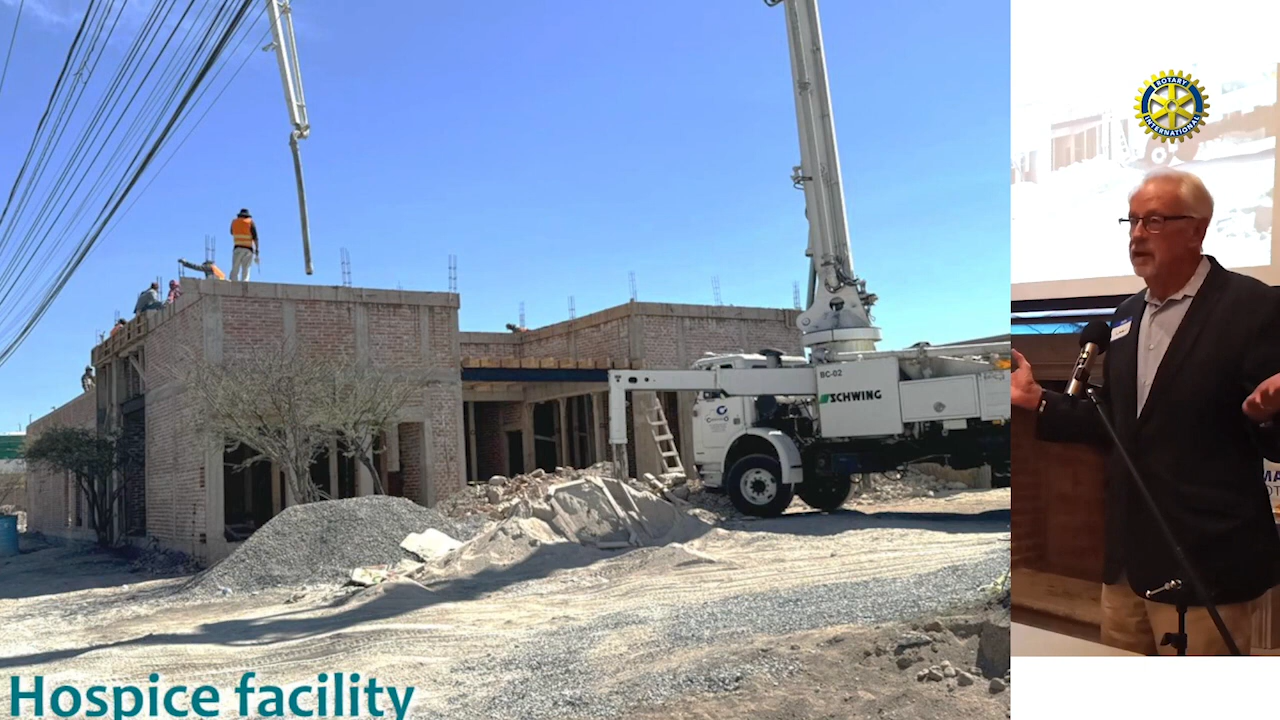 ROTARY
INTERNATIONAL
BC-02
SCHWING
Hospice facility